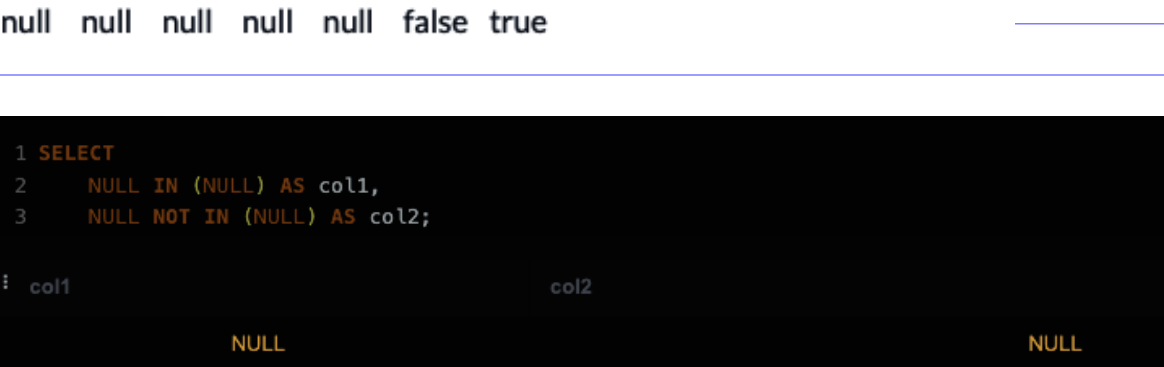 null null null null null false true
1 SELECT
2 NULL IN (NULL) AS col1,
3 NULL NOT IN (NULL) AS col2;
col1 col2
NULL NULL